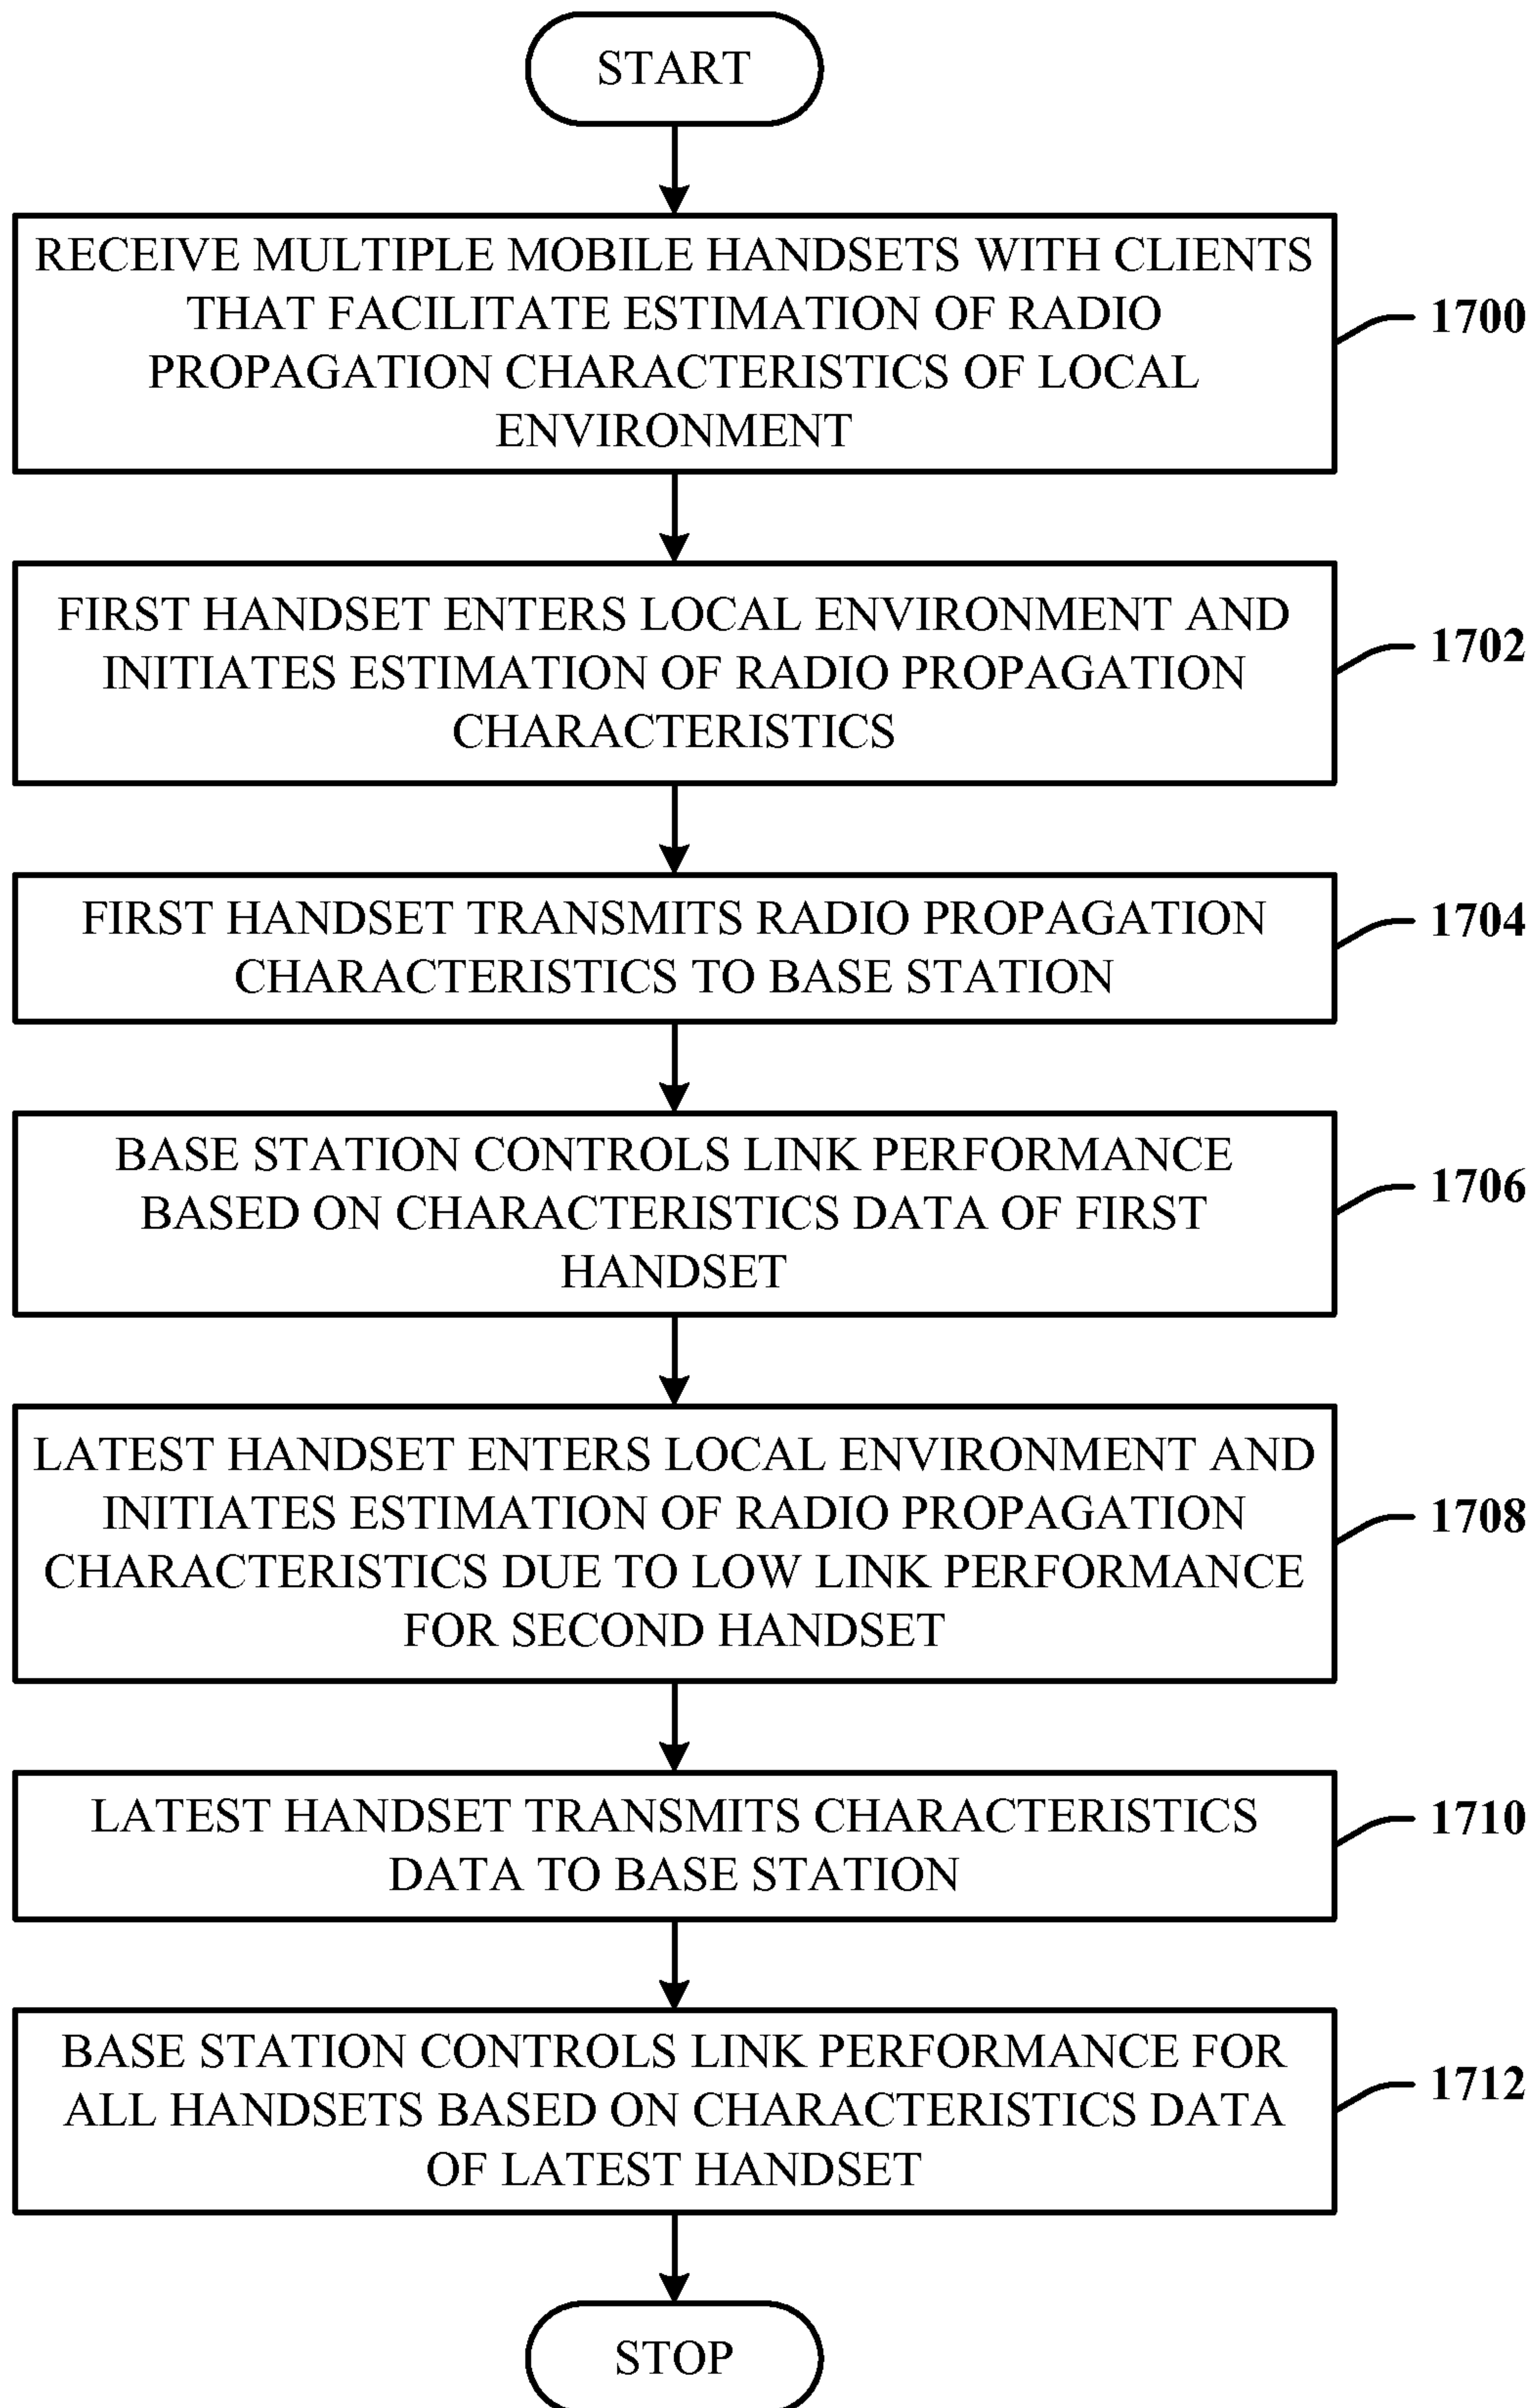 START
RECEIVE MULTIPLE MOBILE HANDSETS WITH CLIENTS
THAT FACILITATE ESTIMATION OF RADIO
PROPAGATION CHARACTERISTICS OF LOCAL
ENVIRONMENT
1700
FIRST HANDSET ENTERS LOCAL ENVIRONMENT AND
INITIATES ESTIMATION OF RADIO PROPAGATION
CHARACTERISTICS
1702
FIRST HANDSET TRANSMITS RADIO PROPAGATION
CHARACTERISTICS TO BASE STATION
1704
BASE STATION CONTROLS LINK PERFORMANCE
BASED ON CHARACTERISTICS DATA OF FIRST
HANDSET
1706
LATEST HANDSET ENTERS LOCAL ENVIRONMENT AND
INITIATES ESTIMATION OF RADIO PROPAGATION
CHARACTERISTICS DUE TO LOW LINK PERFORMANCE
FOR SECOND HANDSET
1708
LATEST HANDSET TRANSMITS CHARACTERISTICS
DATA TO BASE STATION
1710
BASE STATION CONTROLS LINK PERFORMANCE FOR
ALL HANDSETS BASED ON CHARACTERISTICS DATA
OF LATEST HANDSET
1712
STOP